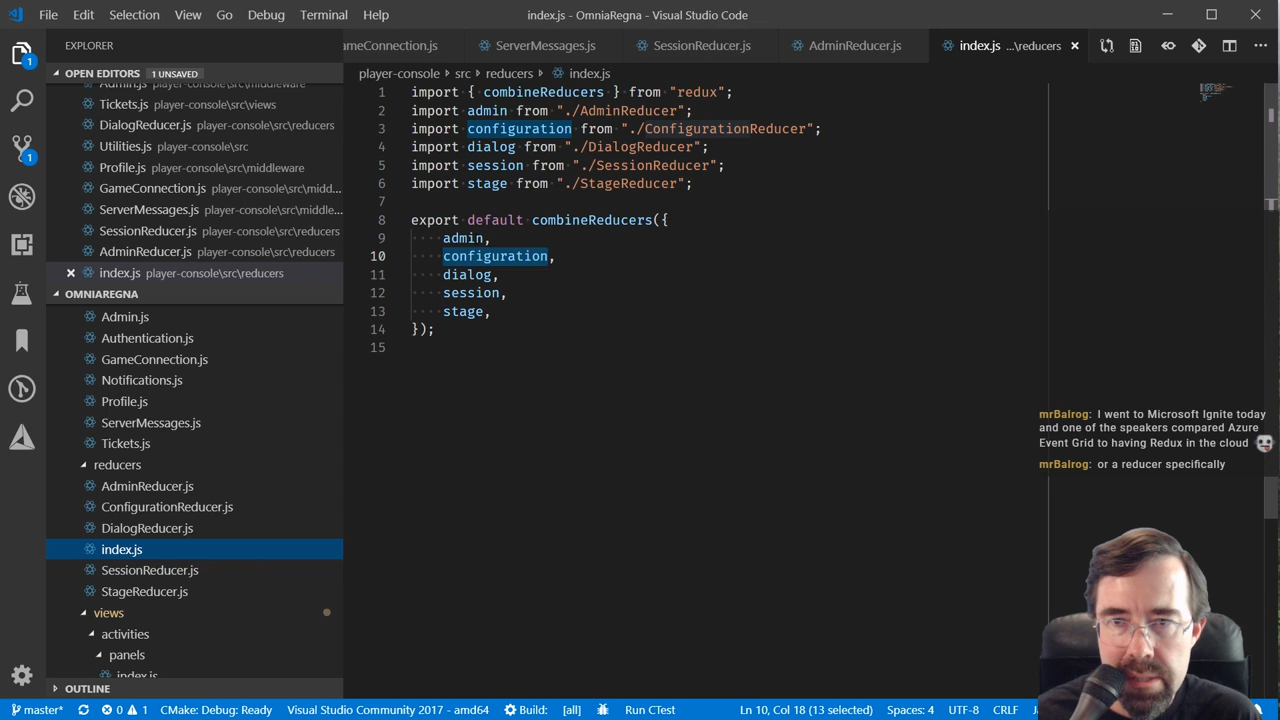 File Edit Selection View Go Debug Terminal Help
index.js - OmniaRegna - Visual Studio Code
EXPLORER
OPEN EDITORS 1 UNSAVED
Admin.js player-console\src\middleware
Tickets.js player-console\src\views
DialogReducer.js player-console\src\reducers
Utilities.js player-console\src
Profile.js player-console\src\middleware
GameConnection.js player-console\src\midd...
ServerMessages.js player-console\src\middle...
SessionReducer.js player-console\src\reducers
AdminReducer.js player-console\src\reducers
index.js player-console\src\reducers
OMNIAREGNA
Admin.js
Authentication.js
GameConnection.js
Notifications.js
Profile.js
ServerMessages.js
Tickets.js
reducers
AdminReducer.js
ConfigurationReducer.js
DialogReducer.js
index.js
SessionReducer.js
StageReducer.js
views
activities
panels
index.js
OUTLINE
ameConnection.js ServerMessages.js SessionReducer.js AdminReducer.js index.js ...\reducers
player-console > src > reducers > index.js
1 import { combineReducers } from "redux";
2 import admin from "./AdminReducer";
3 import configuration from "./ConfigurationReducer";
4 import dialog from "./DialogReducer";
5 import session from "./SessionReducer";
6 import stage from "./StageReducer";
7
8 export default combineReducers({
9 admin,
10 configuration,
11 dialog,
12 session,
13 stage,
14 });
15
mrBalrog: I went to Microsoft Ignite today
and one of the speakers compared Azure
Event Grid to having Redux in the cloud
mrBalrog: or a reducer specifically
master* 0 1 CMake: Debug: Ready Visual Studio Community 2017 - amd64 Build: [all] Run CTest Ln 10, Col 18 (13 selected) Spaces: 4 UTF-8 CRLF